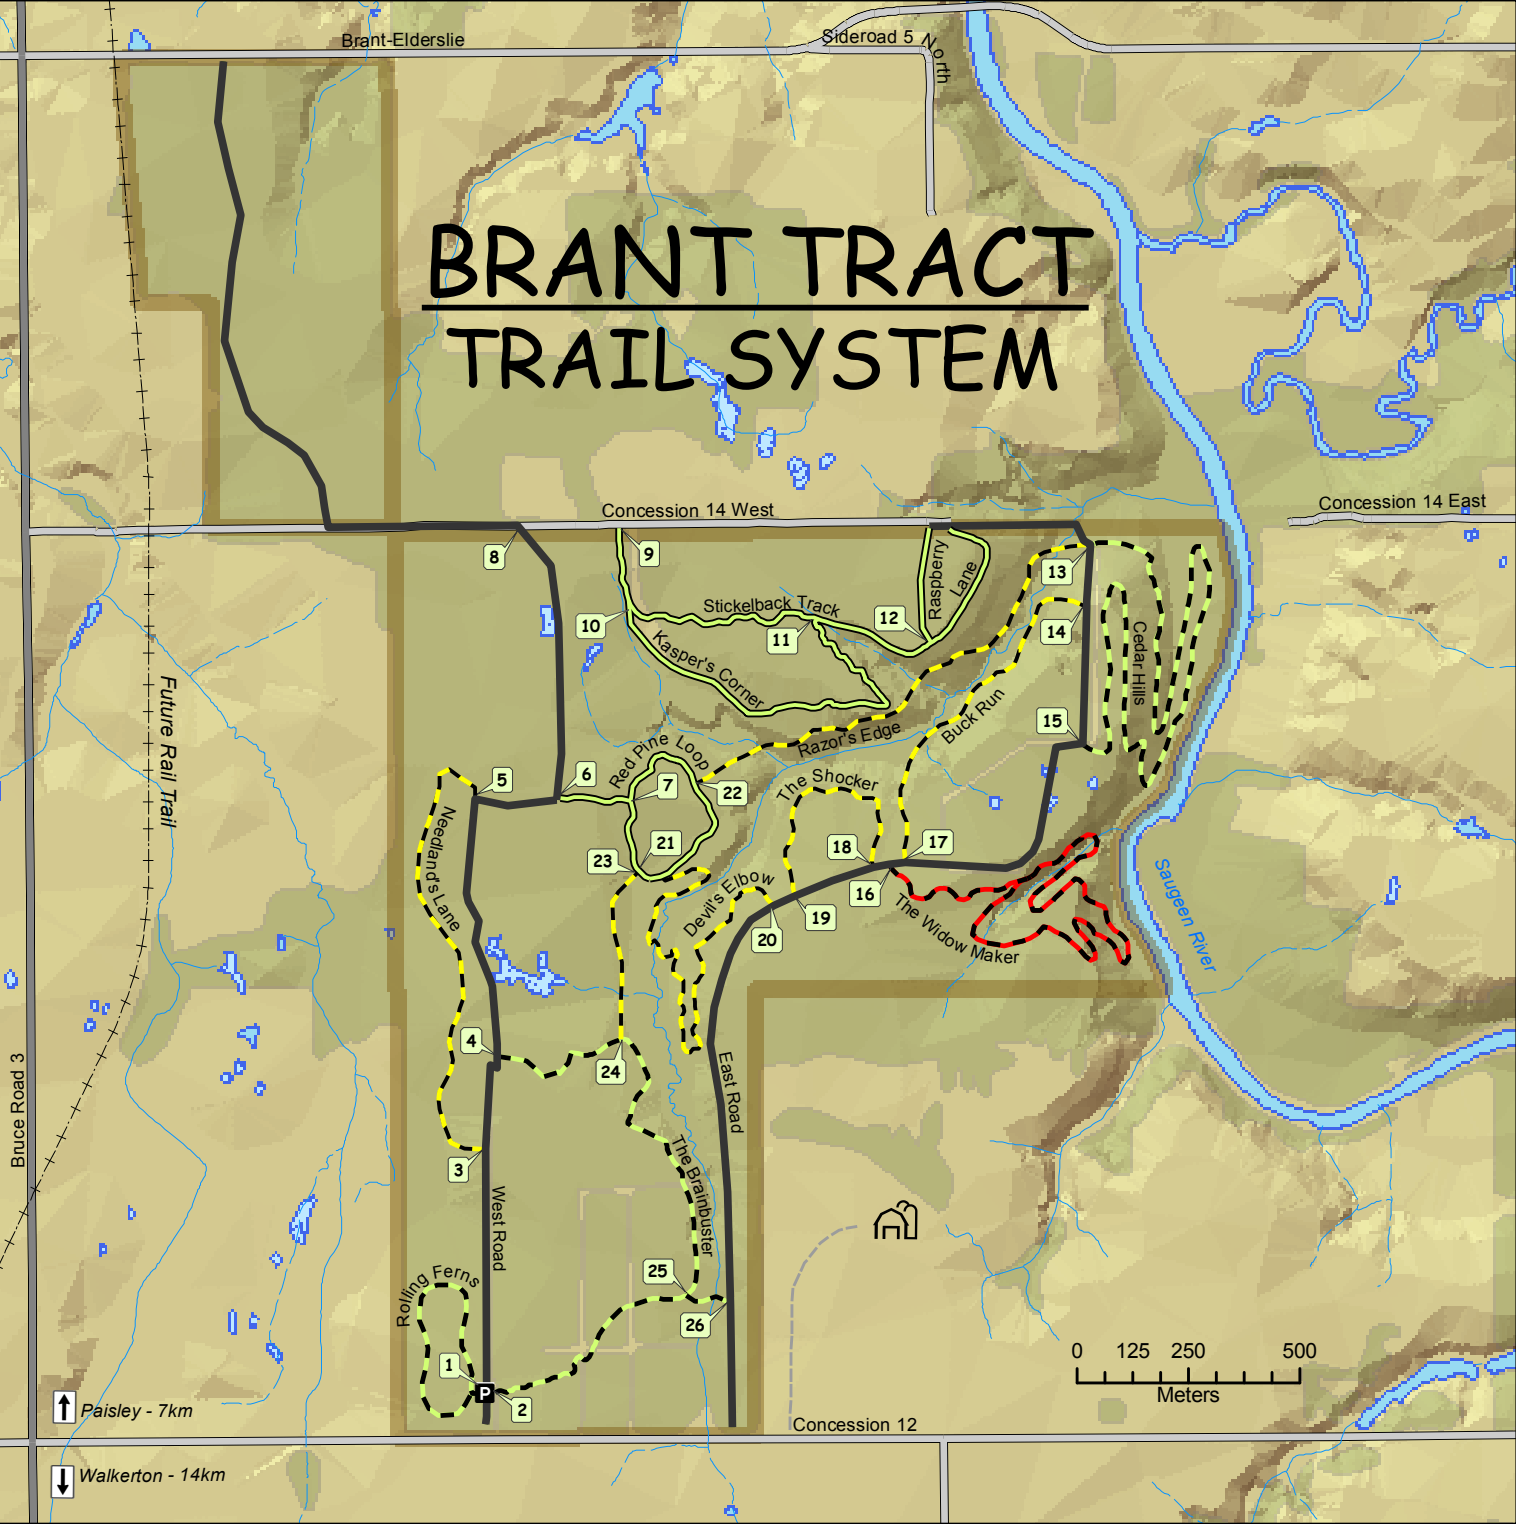 Brant-Elderslie
Sideroad 5 North
BRANT TRACT
TRAIL SYSTEM
Concession 14 West
Concession 14 East
8
9
10
11
12
13
14
15
Stickelback Track
Raspberry
Lane
Kasper's Corner
Cedar Hills
Buck Run
Razor's Edge
Red Pine Loop
The Shocker
5
6
7
22
21
23
18
17
16
19
20
Needland's Lane
Devil's Elbow
The Widow Maker
Saugeen River
Future Rail Trail
4
24
3
East Road
West Road
The Brainbuster
Bruce Road 3
Rolling Ferns
25
26
1
P
2
0 125 250 500
Meters
Paisley - 7km
Walkerton - 14km
Concession 12